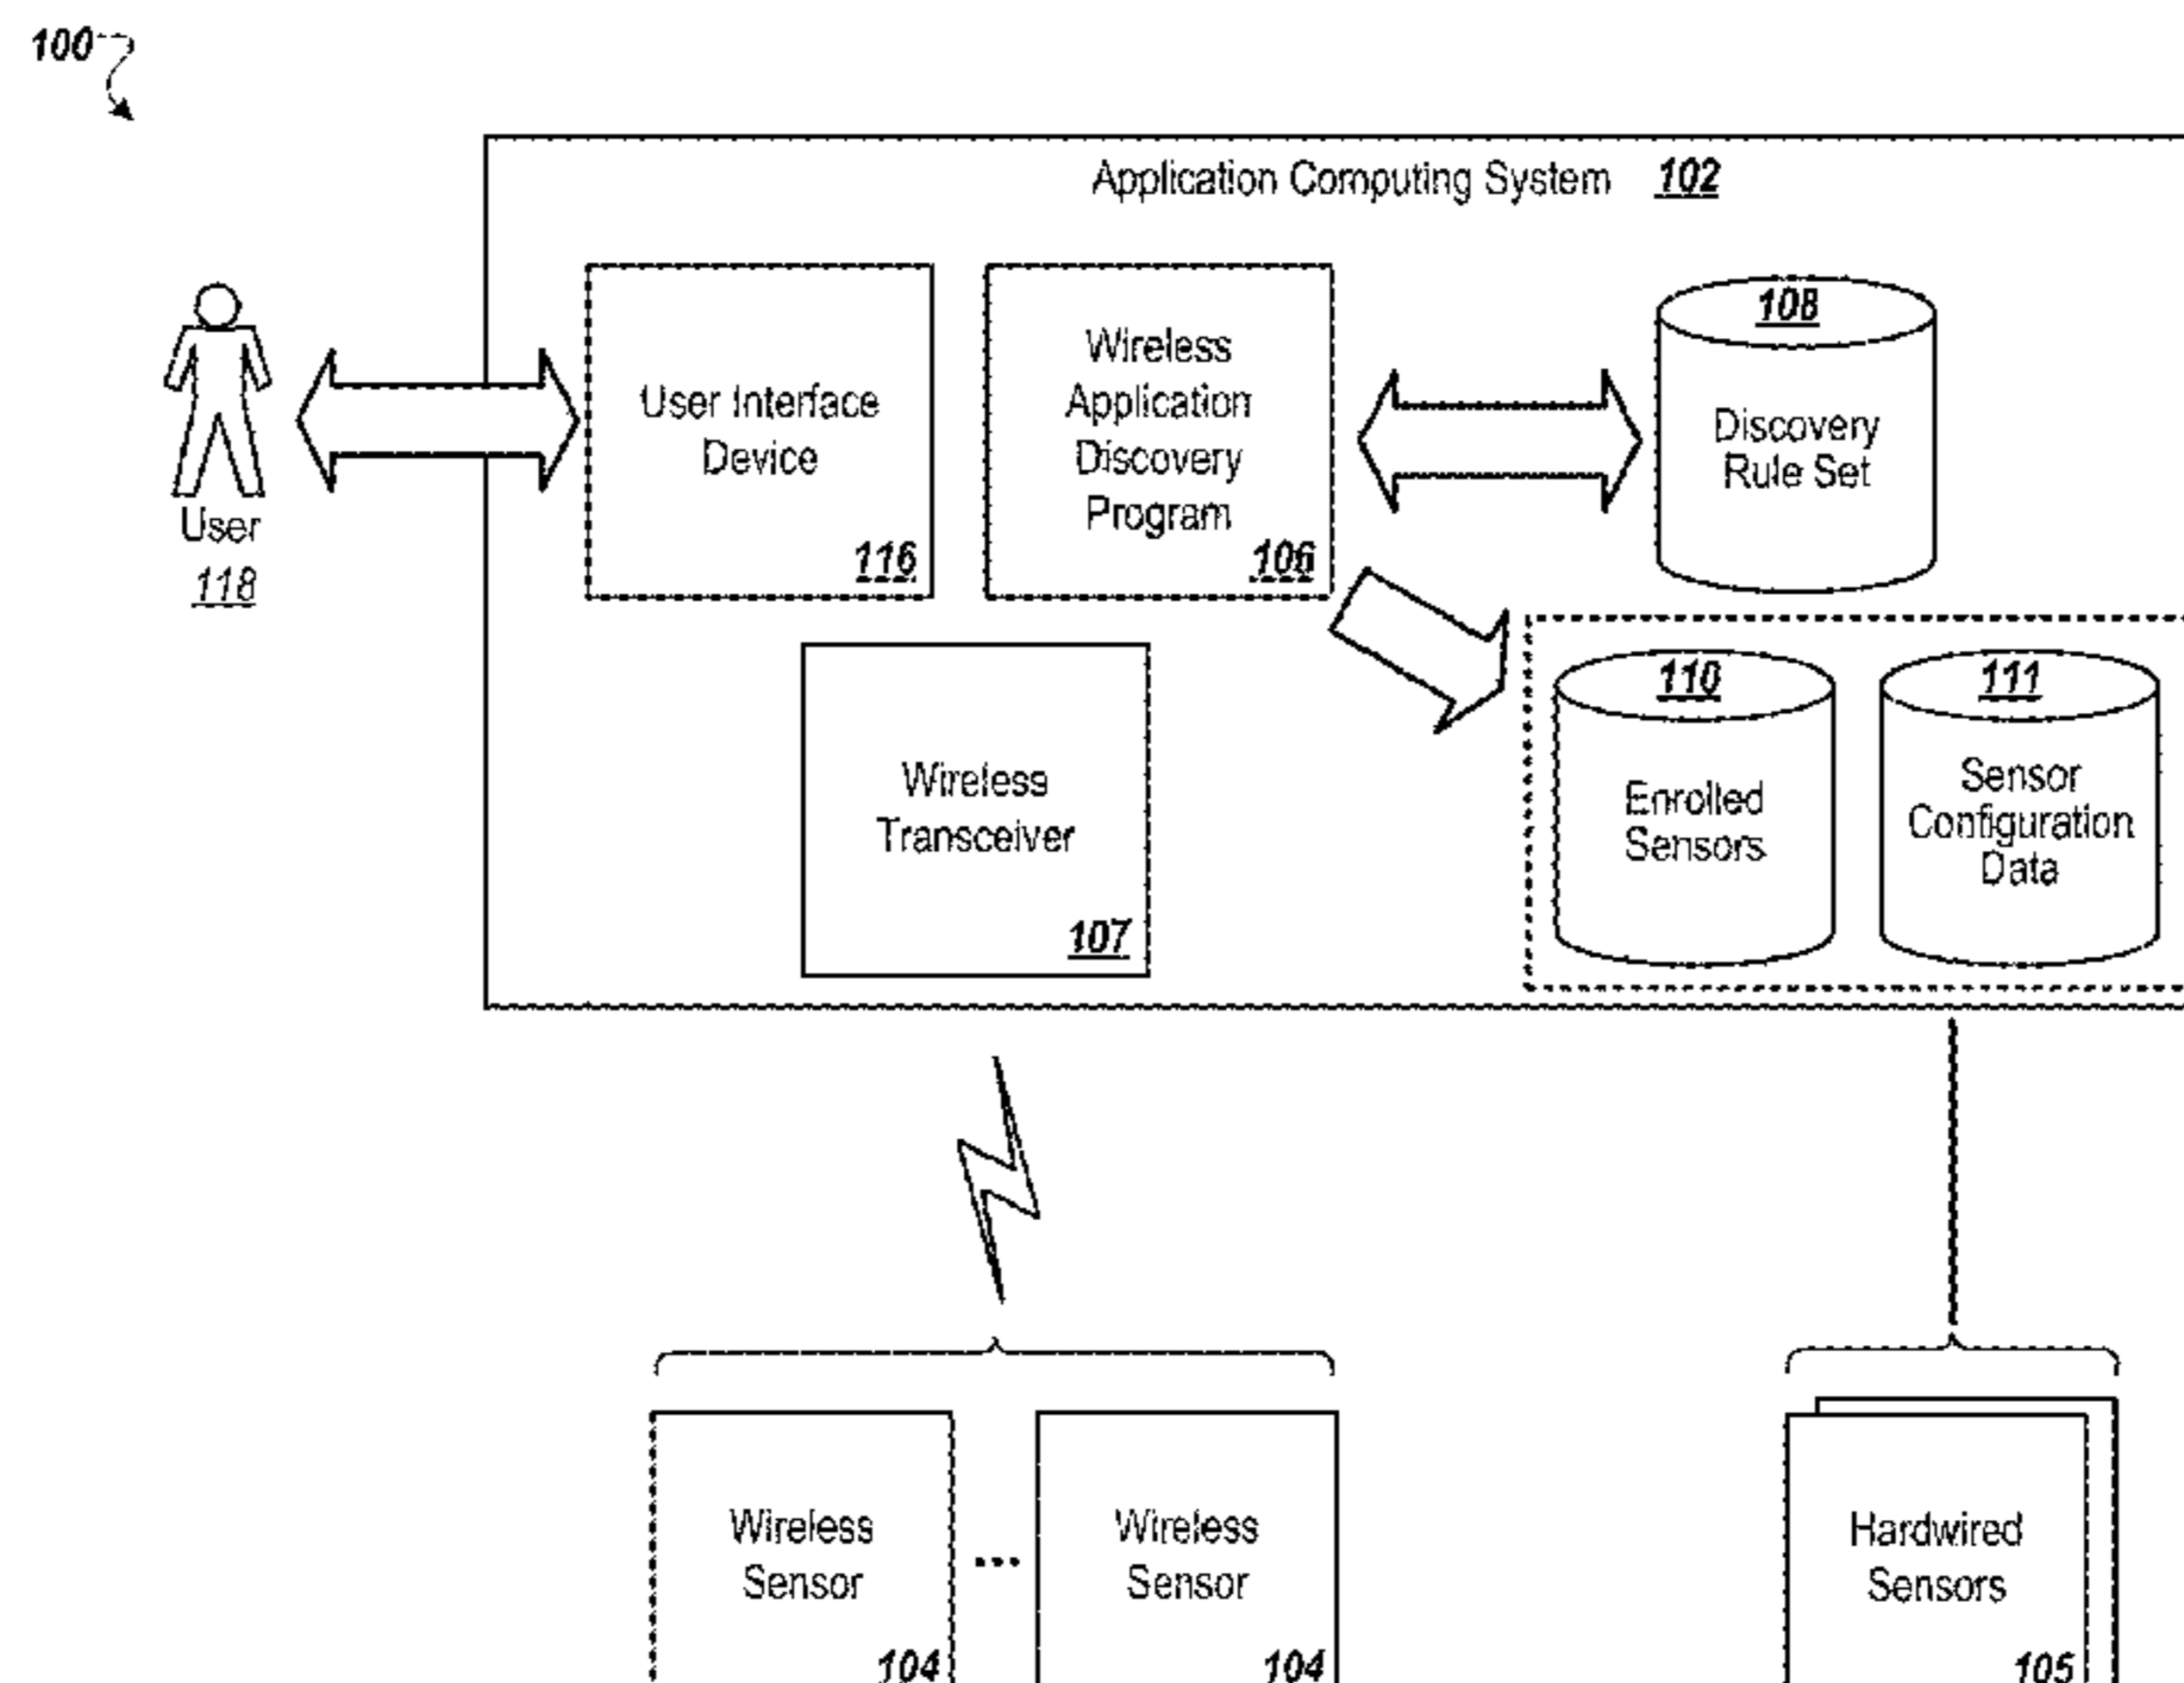 100
Application Computing System 102
User
118
User Interface
Device
116
Wireless
Application
Discovery
Program
106
108
Discovery
Rule Set
Wireless
Transceiver
107
110
Enrolled
Sensors
111
Sensor
Configuration
Data
Wireless
Sensor
104
...
Wireless
Sensor
104
Hardwired
Sensors
105